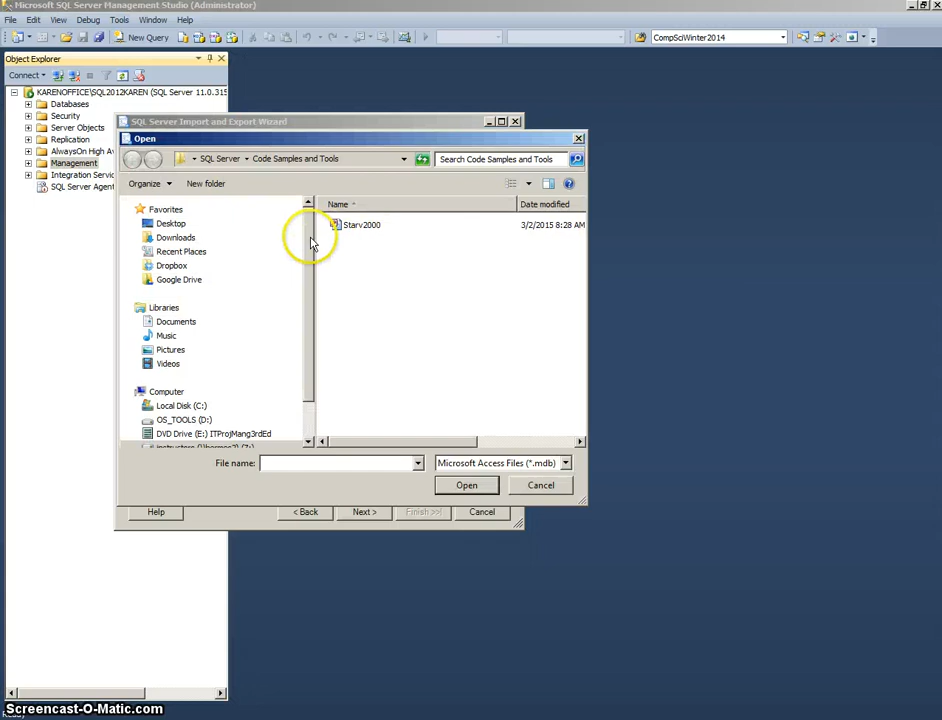 Microsoft SQL Server Management Studio (Administrator)
File Edit View Debug Tools Window Help
New Query CompSciWinter2014
Object Explorer
Connect
KARENOFFICE\SQL2012KAREN (SQL Server 11.0.315
Databases
Security
Server Objects
Replication
AlwaysOn High Av
Management
Integration Servic
SQL Server Agent
SQL Server Import and Export Wizard
Open
SQL Server Code Samples and Tools Search Code Samples and Tools
Organize New folder
Name Date modified
Starv2000 3/2/2015 8:28 AM
Favorites
Desktop
Downloads
Recent Places
Dropbox
Google Drive
Libraries
Documents
Music
Pictures
Videos
Computer
Local Disk (C:)
OS_TOOLS (D:)
DVD Drive (E:) ITProjMang3rdEd
File name: Microsoft Access Files (*.mdb)
Open Cancel
Help < Back Next > Finish >>| Cancel
Screencast-O-Matic.com